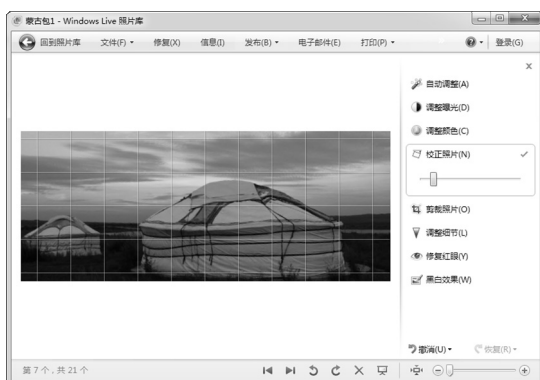 蒙古包1 - Windows Live 照片库
回到照片库 文件(F) 修复(X) 信息(I) 发布(B) 电子邮件(E) 打印(P) 登录(G)
自动调整(A)
调整曝光(D)
调整颜色(C)
校正照片(N)
剪裁照片(O)
调整细节(L)
修复红眼(Y)
黑白效果(W)
撤消(U) 恢复(R)
第 7 个，共 21 个